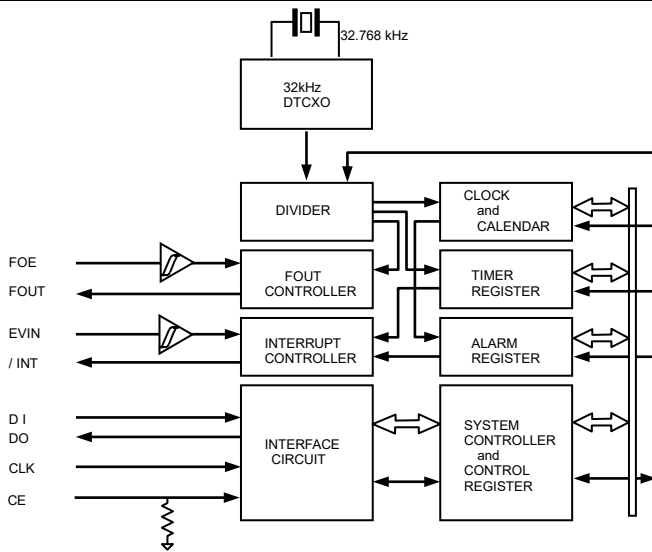 32.768 kHz
32kHz
DTCXO
DIVIDER
CLOCK
and
CALENDAR
FOE
FOUT
FOUT
CONTROLLER
TIMER
REGISTER
EVIN
/ INT
INTERRUPT
CONTROLLER
ALARM
REGISTER
D I
DO
CLK
CE
INTERFACE
CIRCUIT
SYSTEM
CONTROLLER
and
CONTROL
REGISTER